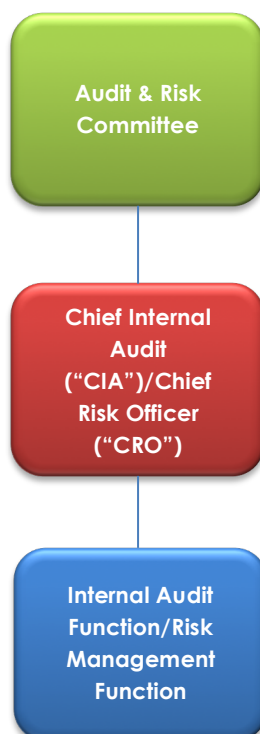 Audit & Risk
Committee
Chief Internal
Audit
(“CIA”)/Chief
Risk Officer
(“CRO”)
Internal Audit
Function/Risk
Management
Function